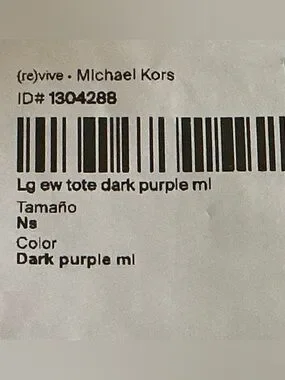 (re)vive • Michael Kors
ID# 1304288
Lg ew tote dark purple ml
Tamaño
Ns
Color
Dark purple ml